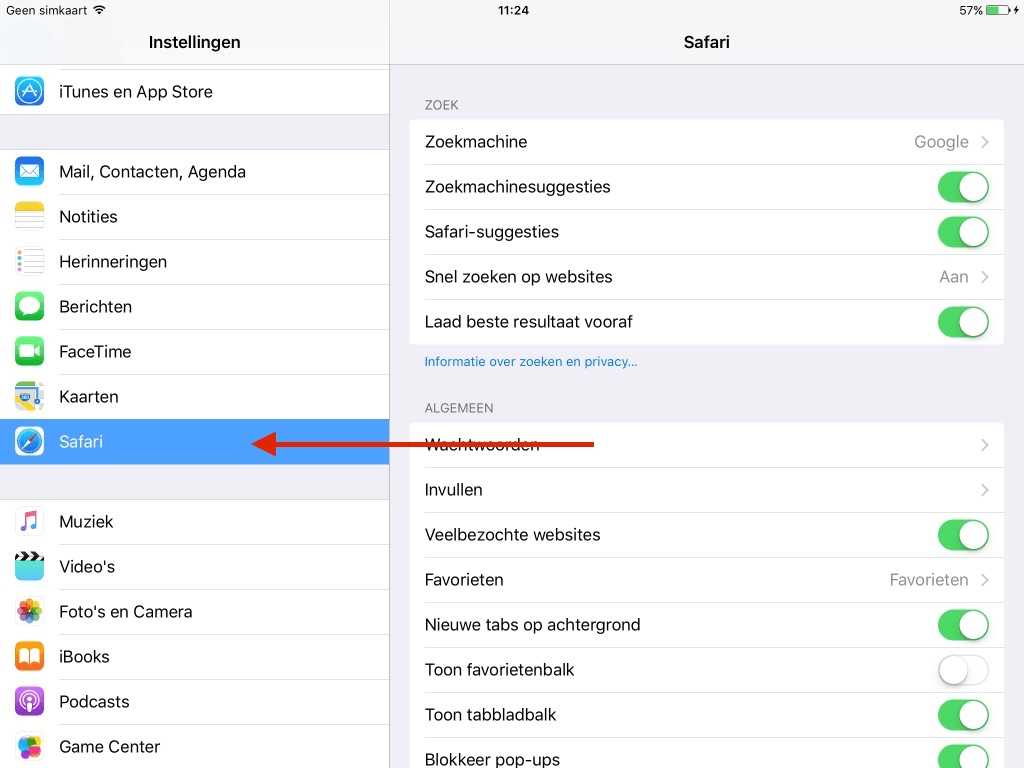 Geen simkaart
11:24
57%
Instellingen
iTunes en App Store
Mail, Contacten, Agenda
Notities
Herinneringen
Berichten
FaceTime
Kaarten
Safari
Muziek
Video's
Foto's en Camera
iBooks
Podcasts
Game Center
Safari
ZOEK
Zoekmachine Google
Zoekmachinesuggesties
Safari-suggesties
Snel zoeken op websites Aan
Laad beste resultaat vooraf
Informatie over zoeken en privacy...
ALGEMEEN
Wachtwoorden
Invullen
Veelbezochte websites
Favorieten Favorieten
Nieuwe tabs op achtergrond
Toon favorietenbalk
Toon tabbladbalk
Blokkeer pop-ups